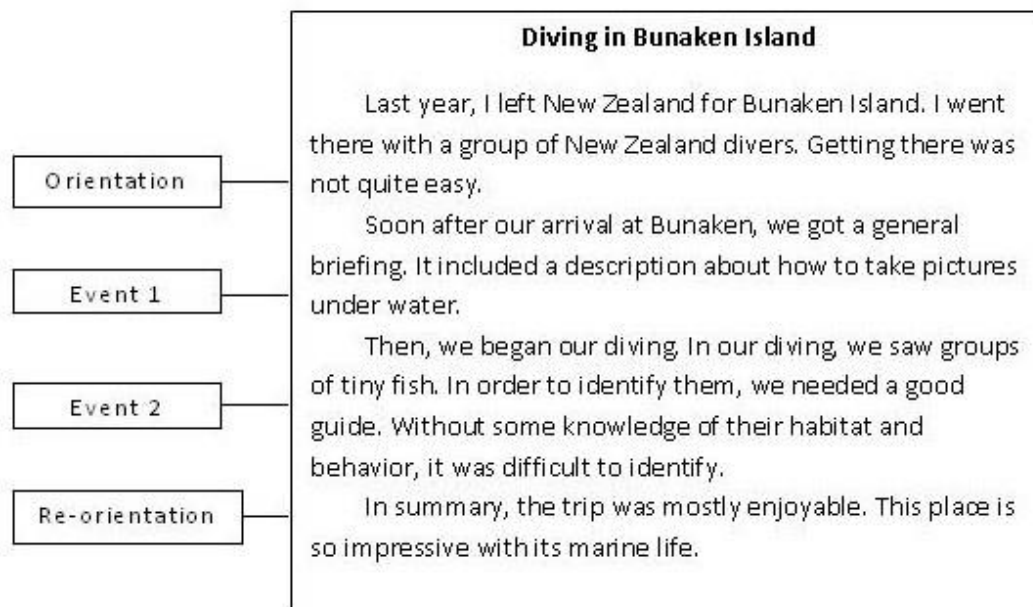 Diving in Bunaken Island
Last year, I left New Zealand for Bunaken Island. I went
there with a group of New Zealand divers. Getting there was
not quite easy.
Orientation
Soon after our arrival at Bunaken, we got a general
briefing. It included a description about how to take pictures
under water.
Event 1
Then, we began our diving. In our diving, we saw groups
of tiny fish. In order to identify them, we needed a good
guide. Without some knowledge of their habitat and
behavior, it was difficult to identify.
Event 2
In summary, the trip was mostly enjoyable. This place is
so impressive with its marine life.
Re-orientation